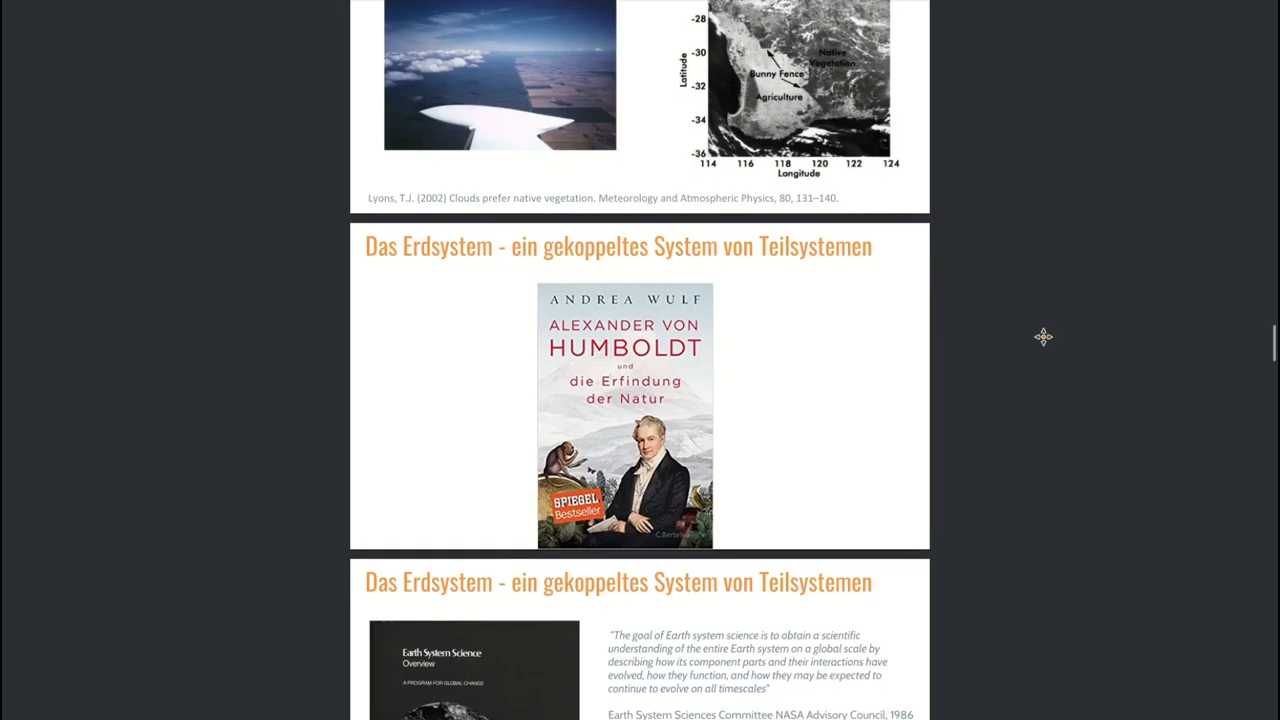 -28
-30
-32
-34
-36
Latitude
Native
Vegetation
Bunny Fence
Agriculture
114 116 118 120 122 124
Longitude
Lyons, T.J. (2002) Clouds prefer native vegetation. Meteorology and Atmospheric Physics, 80, 131–140.
Das Erdsystem - ein gekoppeltes System von Teilsystemen
ANDREA WULF
ALEXANDER VON
HUMBOLDT
und
die Erfindung
der Natur
SPIEGEL
Bestseller
Das Erdsystem - ein gekoppeltes System von Teilsystemen
Earth System Science
Overview
A PROGRAM FOR GLOBAL CHANGE
"The goal of Earth system science is to obtain a scientific
understanding of the entire Earth system on a global scale by
describing how its component parts and their interactions have
evolved, how they function, and how they may be expected to
continue to evolve on all timescales"
Earth System Sciences Committee NASA Advisory Council, 1986